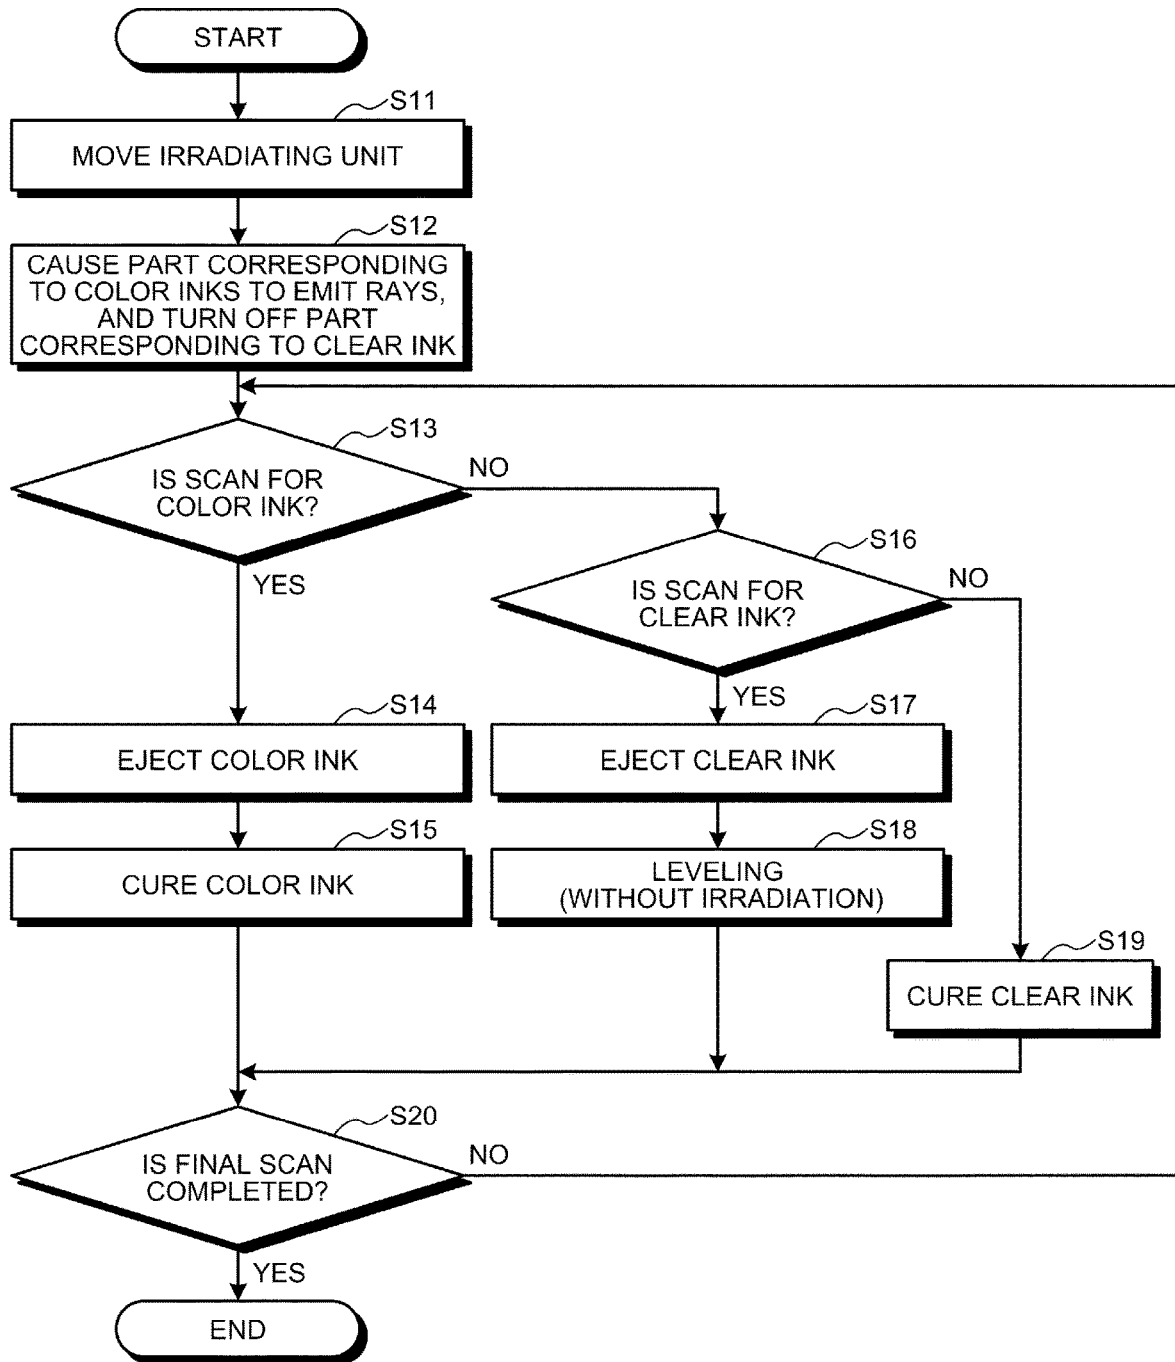 START
S11
MOVE IRRADIATING UNIT
S12
CAUSE PART CORRESPONDING
TO COLOR INKS TO EMIT RAYS,
AND TURN OFF PART
CORRESPONDING TO CLEAR INK
S13
IS SCAN FOR
COLOR INK?
NO
YES
S16
IS SCAN FOR
CLEAR INK?
NO
YES
S14
EJECT COLOR INK
S17
EJECT CLEAR INK
S15
CURE COLOR INK
S18
LEVELING
(WITHOUT IRRADIATION)
S19
CURE CLEAR INK
S20
IS FINAL SCAN
COMPLETED?
NO
YES
END